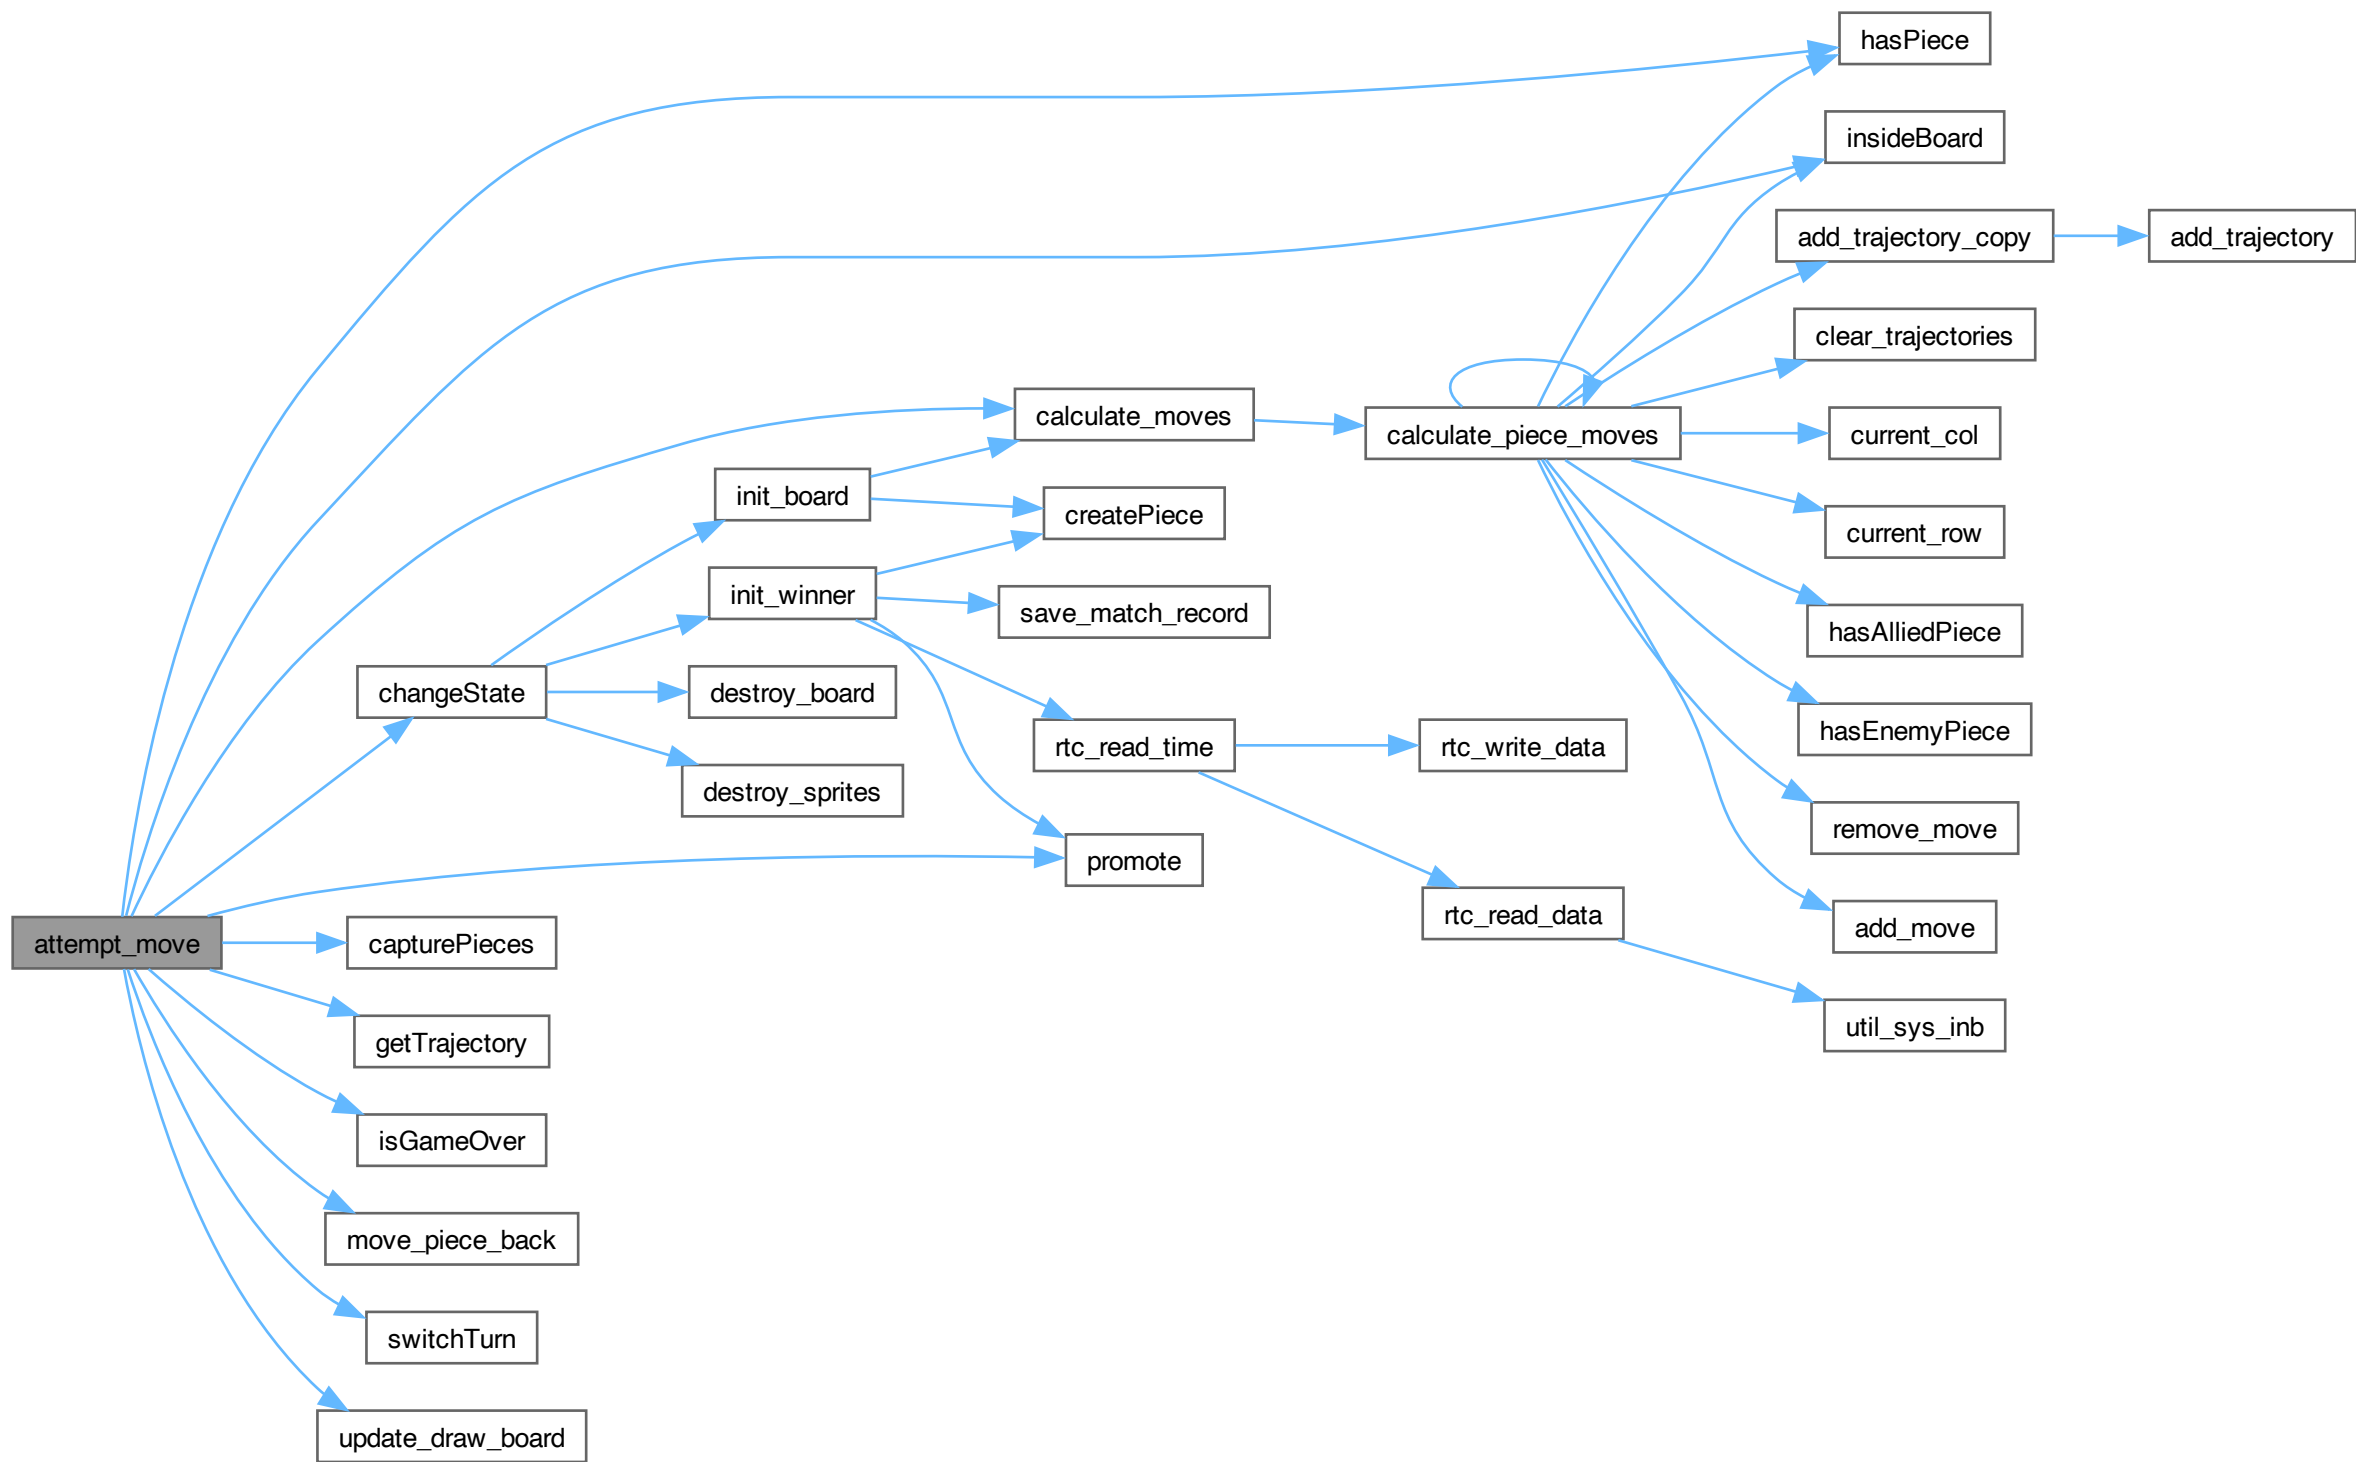 hasPiece
insideBoard
add_trajectory_copy
add_trajectory
clear_trajectories
calculate_moves
calculate_piece_moves
current_col
init_board
createPiece
current_row
init_winner
save_match_record
hasAlliedPiece
changeState
destroy_board
hasEnemyPiece
rtc_read_time
rtc_write_data
destroy_sprites
remove_move
promote
rtc_read_data
add_move
attempt_move
capturePieces
util_sys_inb
getTrajectory
isGameOver
move_piece_back
switchTurn
update_draw_board